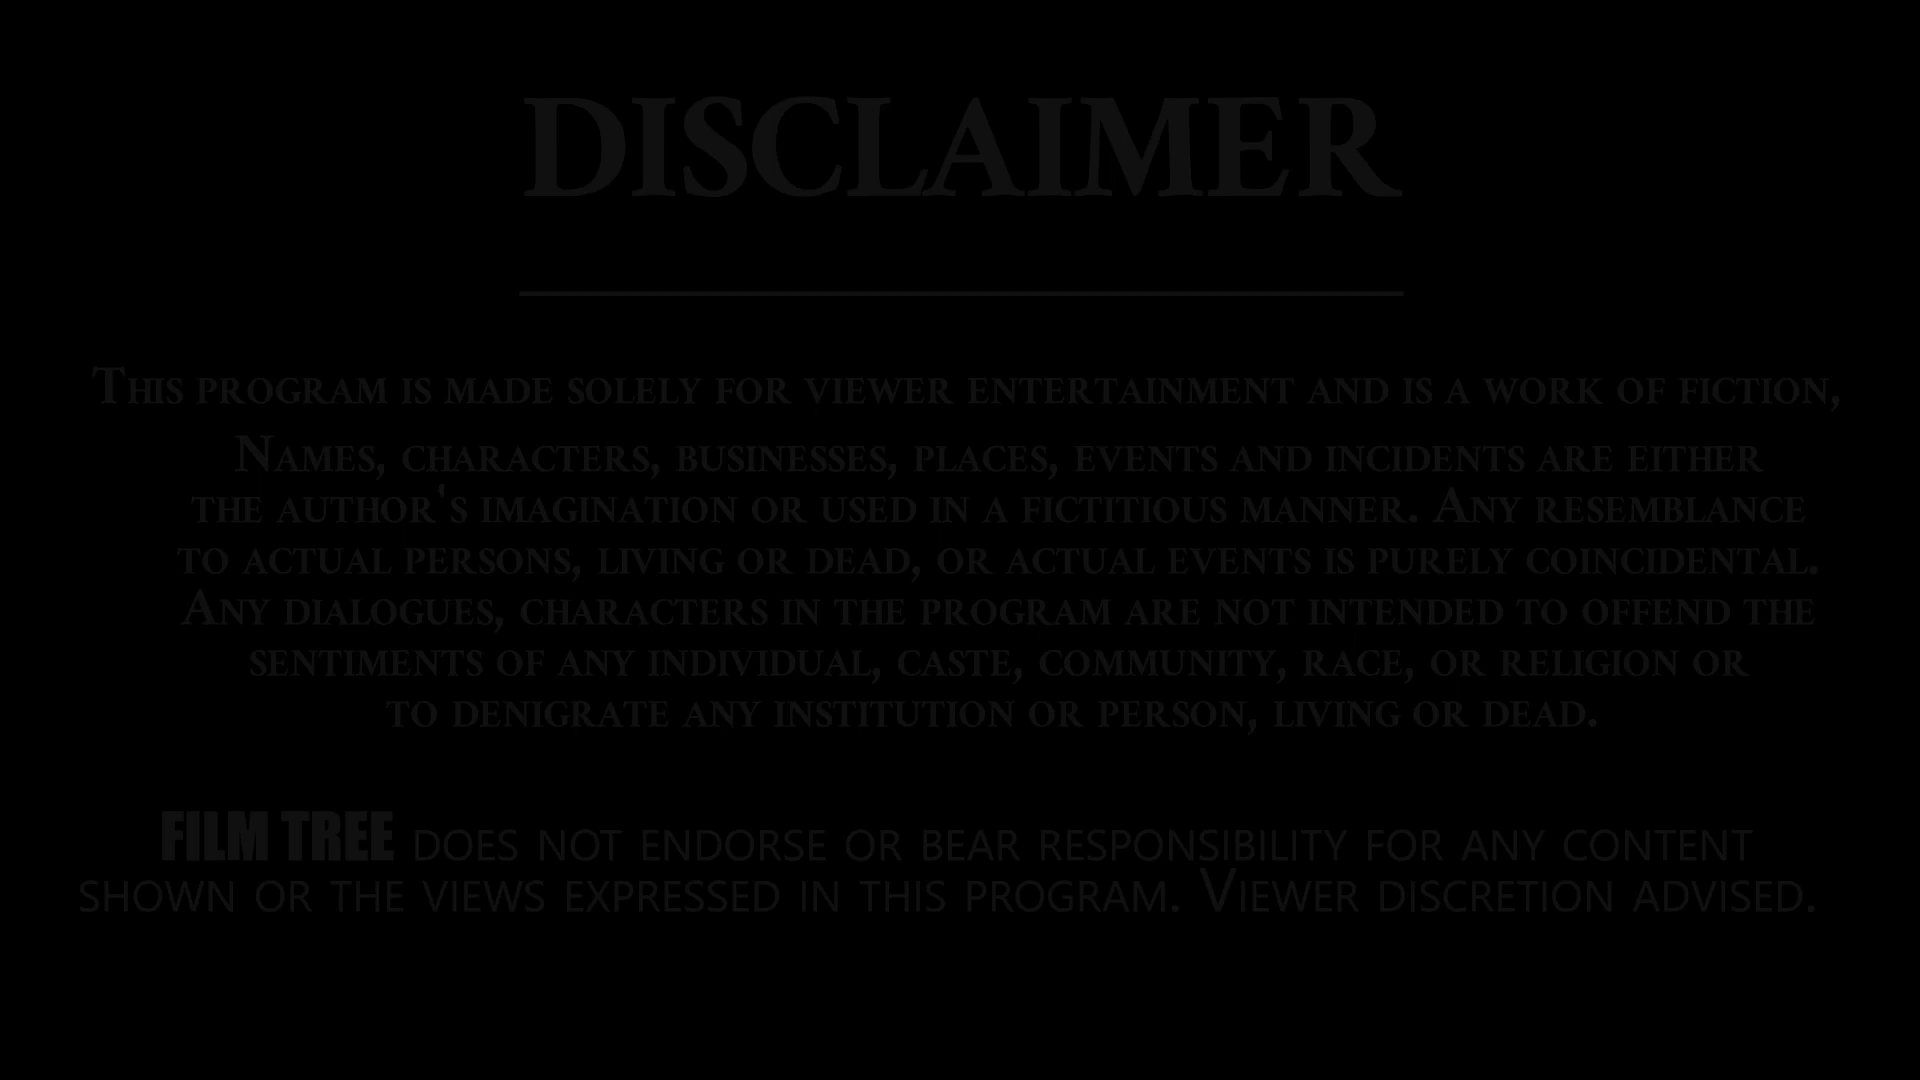 DISCLAIMER
This program is made solely for viewer entertainment and is a work of fiction,
Names, characters, businesses, places, events and incidents are either
the author's imagination or used in a fictitious manner. Any resemblance
to actual persons, living or dead, or actual events is purely coincidental.
Any dialogues, characters in the program are not intended to offend the
sentiments of any individual, caste, community, race, or religion or
to denigrate any institution or person, living or dead.
FILM TREE does not endorse or bear responsibility for any content
shown or the views expressed in this program. Viewer discretion advised.